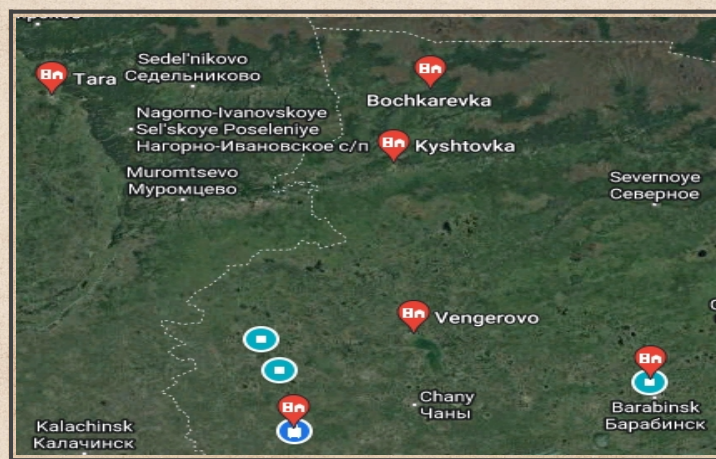 Sedel'nikovo
Седельниково
Tara
Bochkarevka
Nagorno-Ivanovskoye
Sel'skoye Poseleniye
Нагорно-Ивановское с/п
Kyshtovka
Muromtsevo
Муромцево
Severnoye
Северное
Vengerovo
Chany
Чаны
Barabinsk
Барабинск
Kalachinsk
Калачинск